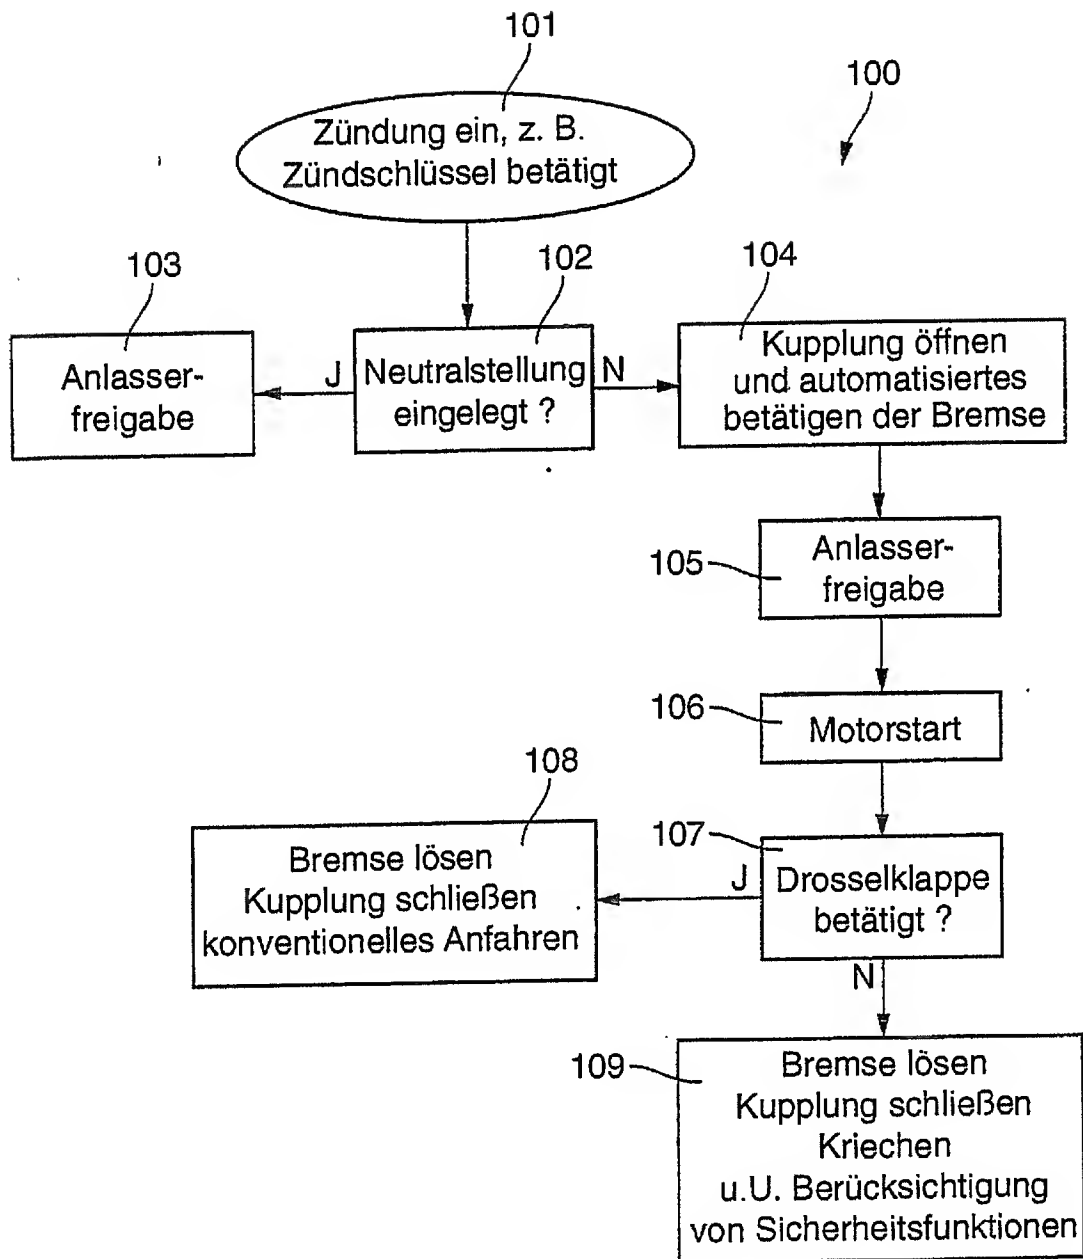 101
100
Zündung ein, z. B.
Zündschlüssel betätigt
103
102
104
Anlasser-
freigabe
J
Neutralstellung
eingelegt ?
N
Kupplung öffnen
und automatisiertes
betätigen der Bremse
105
Anlasser-
freigabe
106
Motorstart
108
107
Bremse lösen
Kupplung schließen
konventionelles Anfahren
J
Drosselklappe
betätigt ?
N
109
Bremse lösen
Kupplung schließen
Kriechen
u.U. Berücksichtigung
von Sicherheitsfunktionen